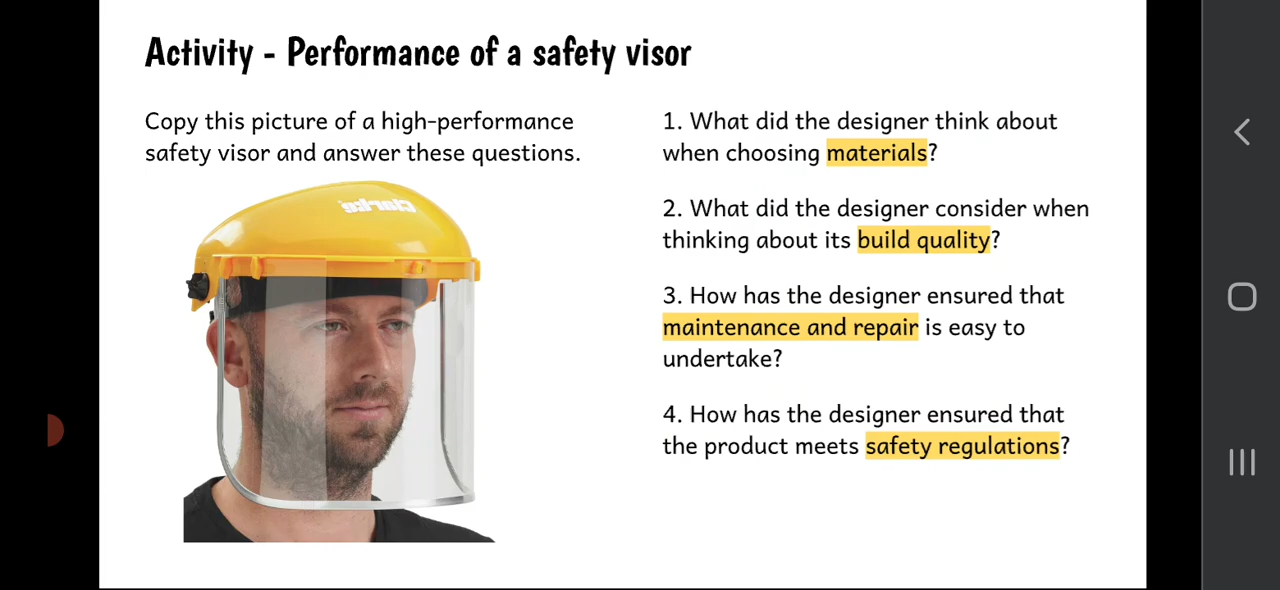 Activity - Performance of a safety visor
Copy this picture of a high-performance
safety visor and answer these questions.
Clarke
1. What did the designer think about
when choosing materials?
2. What did the designer consider when
thinking about its build quality?
3. How has the designer ensured that
maintenance and repair is easy to
undertake?
4. How has the designer ensured that
the product meets safety regulations?